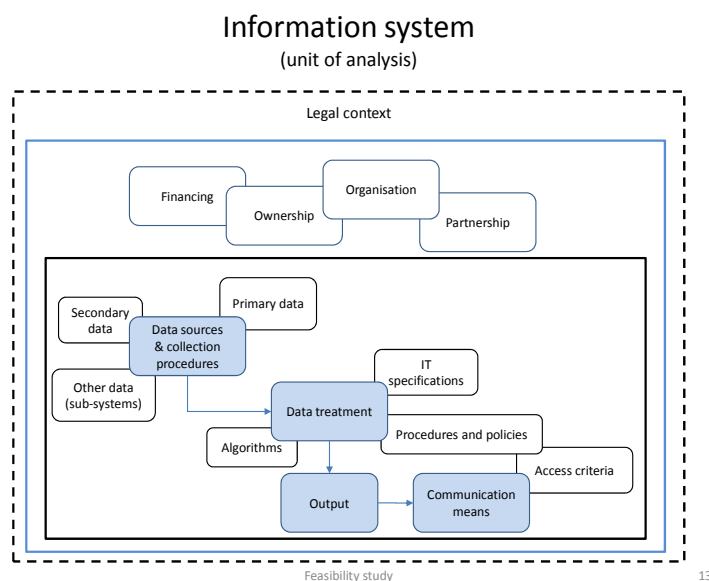 Information system
(unit of analysis)
Legal context
Financing
Ownership
Organisation
Partnership
Secondary
data
Primary data
Data sources
& collection
procedures
Other data
(sub-systems)
IT
specifications
Data treatment
Algorithms
Procedures and policies
Access criteria
Output
Communication
means
Feasibility study
13